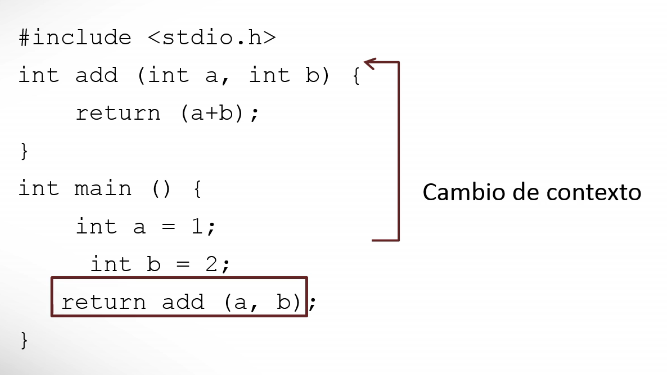 #include <stdio.h>
int add (int a, int b) {
return (a+b);
}
int main () {
int a = 1;
int b = 2;
return add (a, b);
}
Cambio de contexto